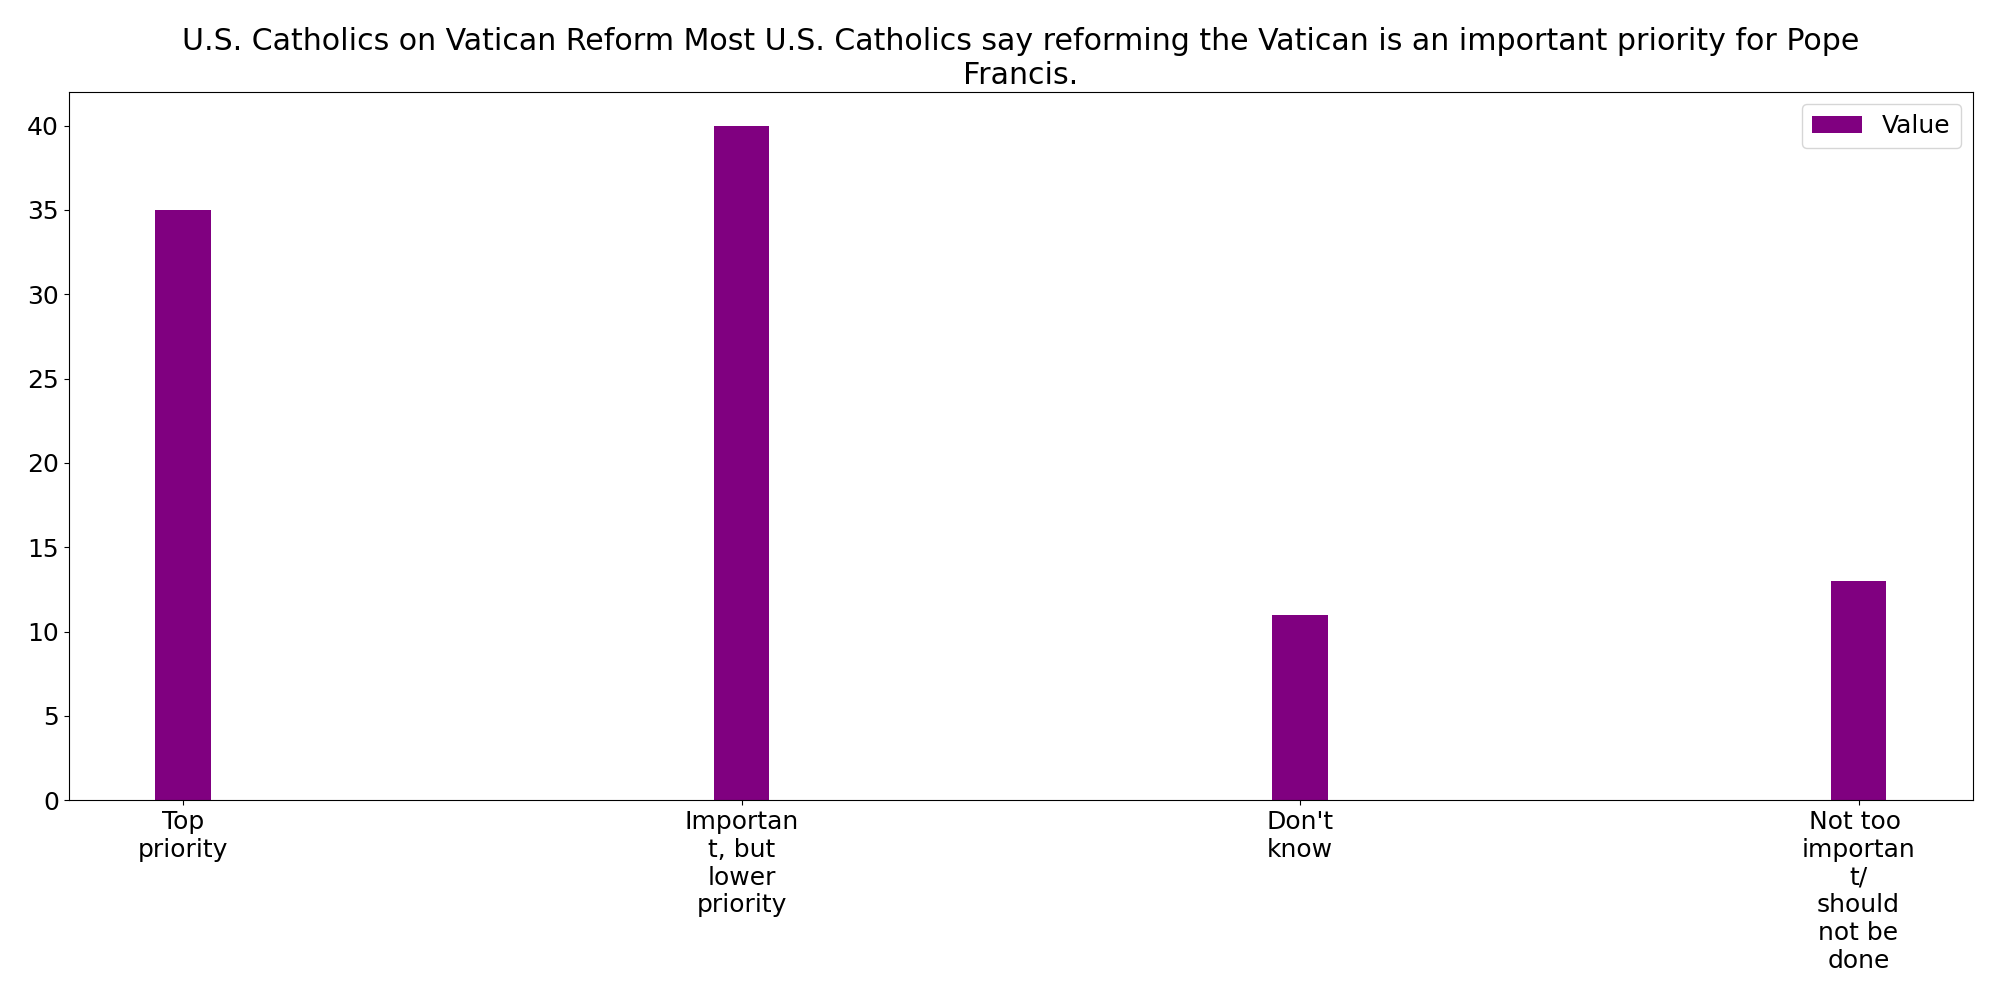 U.S. Catholics on Vatican Reform Most U.S. Catholics say reforming the Vatican is an important priority for Pope
Francis.
Value
40
35
30
25
20
15
10
5
0
Top
priority
Importan
t, but
lower
priority
Don't
know
Not too
importan
t/
should
not be
done